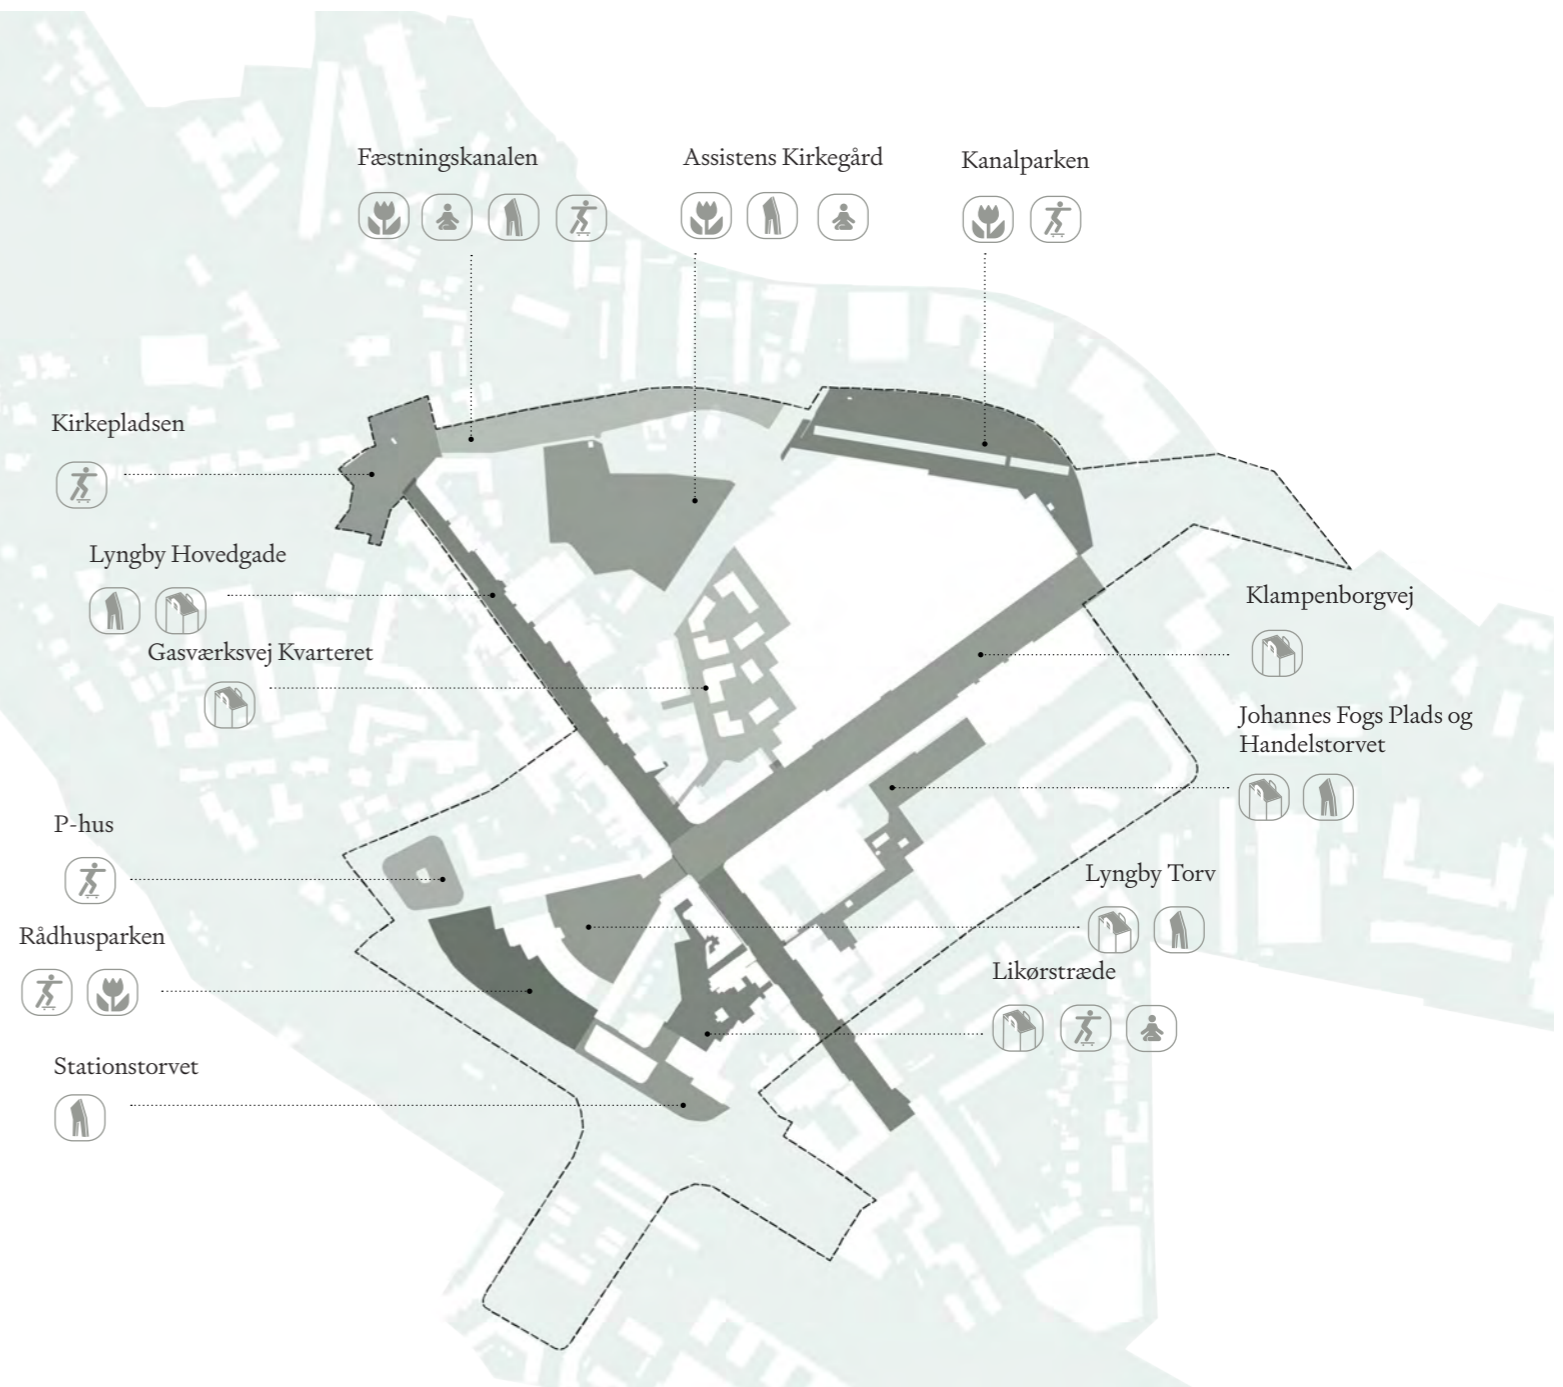 Fæstningskanalen
Assistens Kirkegård
Kanalparken
Kirkepladsen
Lyngby Hovedgade
Gasværksvej Kvarteret
Klampenborgvej
Johannes Fogs Plads og
Handelstorvet
P-hus
Lyngby Torv
Rådhusparken
Likørstræde
Stationstorvet